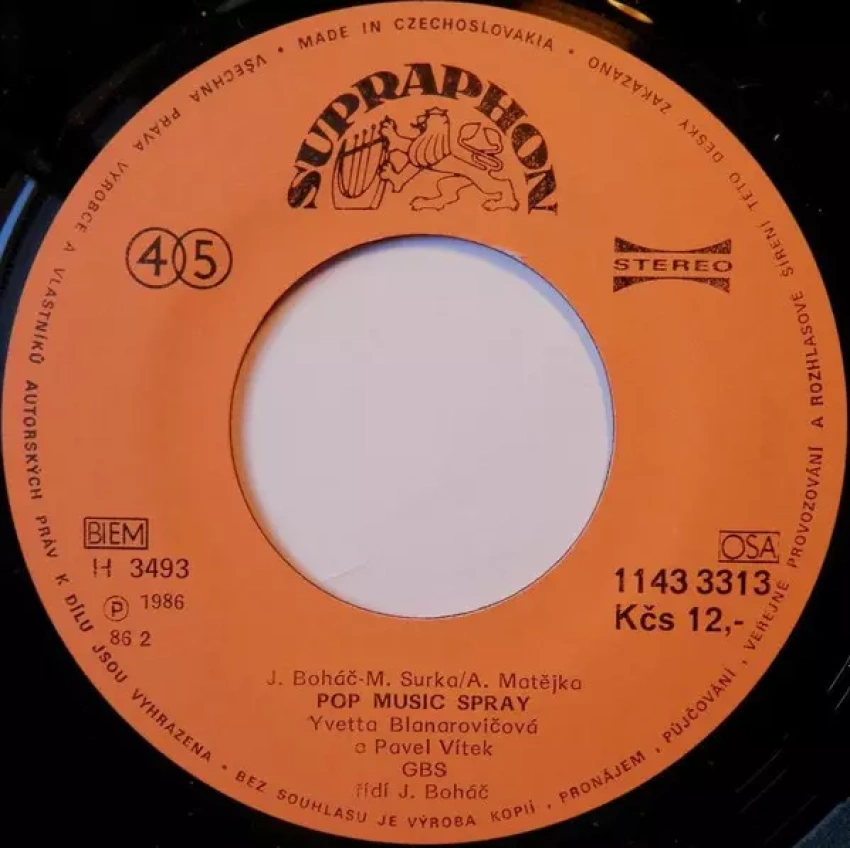 VŠECHNA PRÁVA VÝROBCE A VLASTNÍKŮ AUTORSKÝCH PRÁV K DÍLU JSOU VYHRAZENA • BEZ SOUHLASU JE VÝROBA KOPIÍ, PRONÁJEM, PŮJČOVÁNÍ, VEŘEJNÉ PROVOZOVÁNÍ A ROZHLASOVÉ ŠÍŘENÍ TÉTO DESKY ZAKÁZÁNO • MADE IN CZECHOSLOVAKIA •
SUPRAPHON
45
STEREO
BIEM
H 3493
Ⓟ 1986
86 2
OSA
1143 3313
Kčs 12,-
J. Boháč-M. Surka/A. Matějka
POP MUSIC SPRAY
Yvetta Blanarovičová
a Pavel Vítek
GBS
řídí J. Boháč